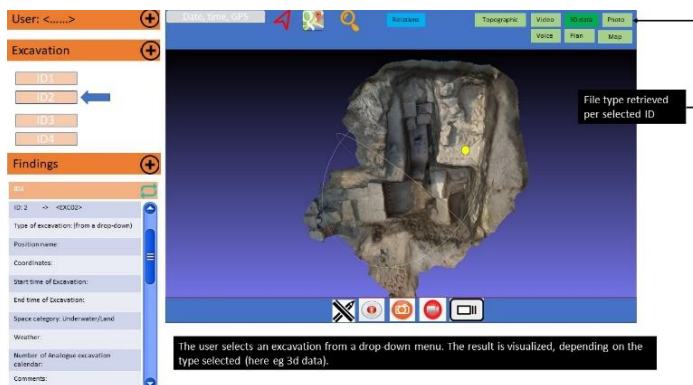 User: <......>
Date, time, GPS
Relations
Topographic
Video
3D data
Photo
Voice
Plan
Map
Excavation
ID1
ID2
ID3
ID4
File type retrieved
per selected ID
Findings
ID: 2 -> <EXC02>
Type of excavation: (from a drop-down)
Position name:
Coordinates:
Start time of Excavation:
End time of Excavation:
Space category: Underwater/Land
Weather:
Number of Analogue excavation
calendar:
Comments:
The user selects an excavation from a drop-down menu. The result is visualized, depending on the
type selected (here eg 3d data).